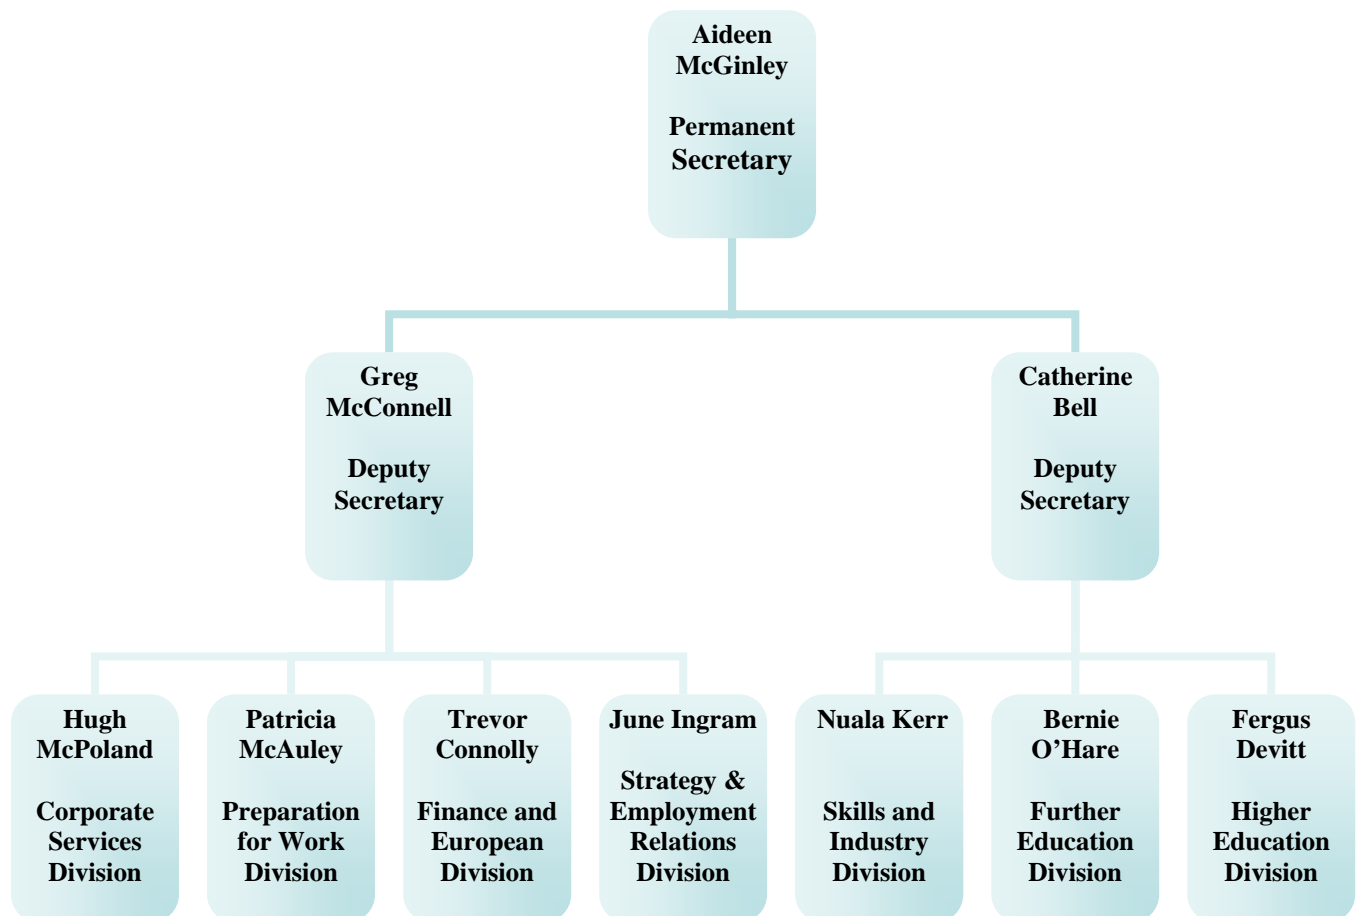 Aideen
McGinley
Permanent
Secretary
Greg
McConnell
Deputy
Secretary
Catherine
Bell
Deputy
Secretary
Hugh
McPoland
Corporate
Services
Division
Patricia
McAuley
Preparation
for Work
Division
Trevor
Connolly
Finance and
European
Division
June Ingram
Strategy &
Employment
Relations
Division
Nuala Kerr
Skills and
Industry
Division
Bernie
O’Hare
Further
Education
Division
Fergus
Devitt
Higher
Education
Division